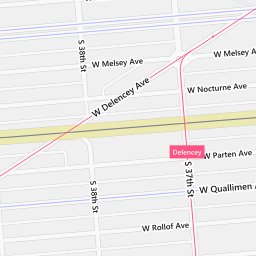 S 38th St
W Melsey Ave
W Melsey Av
W Delencey Ave
W Nocturne Ave
Delencey
W Parten Ave
S 37th St
S 38th St
W Quallimen A
W Rollof Ave